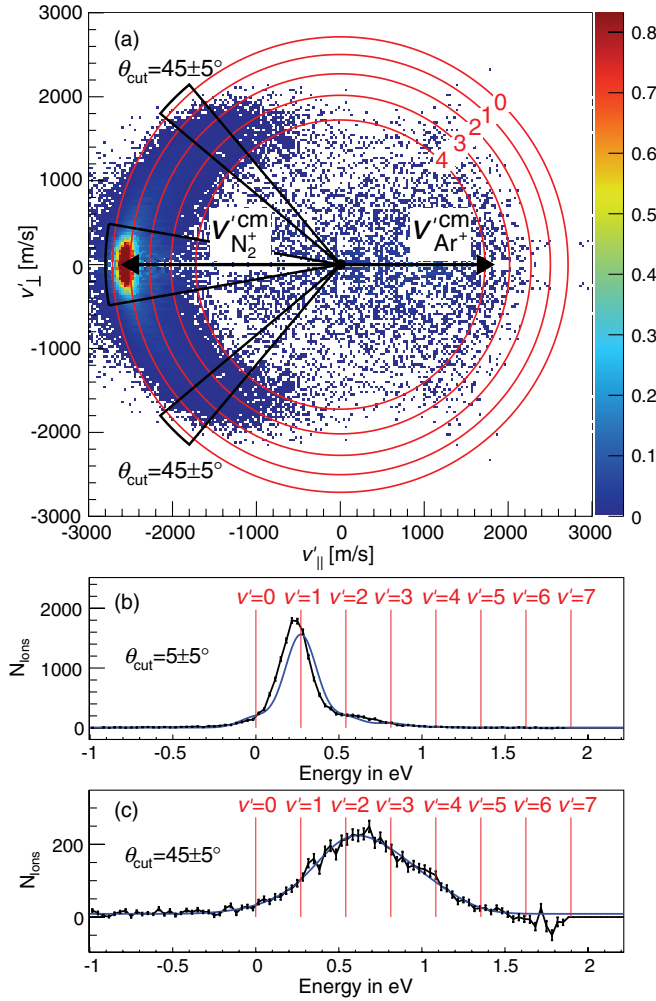 (a)
θcut=45±5°
0
1
2
3
4
v'cm N2+
v'cm Ar+
θcut=45±5°
3000
2000
1000
0
-1000
-2000
-3000
v'⊥ [m/s]
-3000 -2000 -1000 0 1000 2000 3000
v'|| [m/s]
0.8
0.7
0.6
0.5
0.4
0.3
0.2
0.1
0
(b)
v'=0 v'=1 v'=2 v'=3 v'=4 v'=5 v'=6 v'=7
θcut=5±5°
2000
1000
0
NIons
-1 -0.5 0 0.5 1 1.5 2
Energy in eV
(c)
v'=0 v'=1 v'=2 v'=3 v'=4 v'=5 v'=6 v'=7
θcut=45±5°
200
0
NIons
-1 -0.5 0 0.5 1 1.5 2
Energy in eV